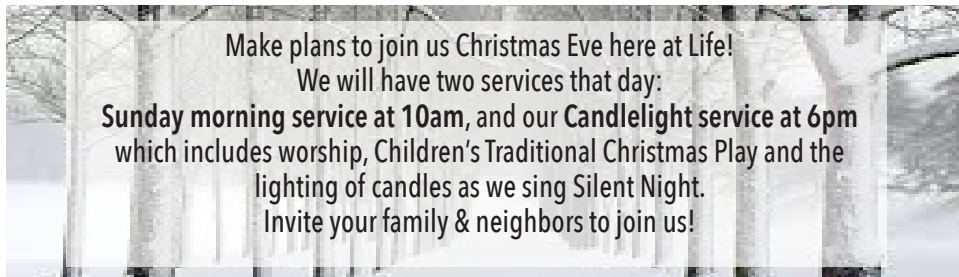 Make plans to join us Christmas Eve here at Life!
We will have two services that day:
Sunday morning service at 10am, and our Candlelight service at 6pm
which includes worship, Children’s Traditional Christmas Play and the
lighting of candles as we sing Silent Night.
Invite your family & neighbors to join us!